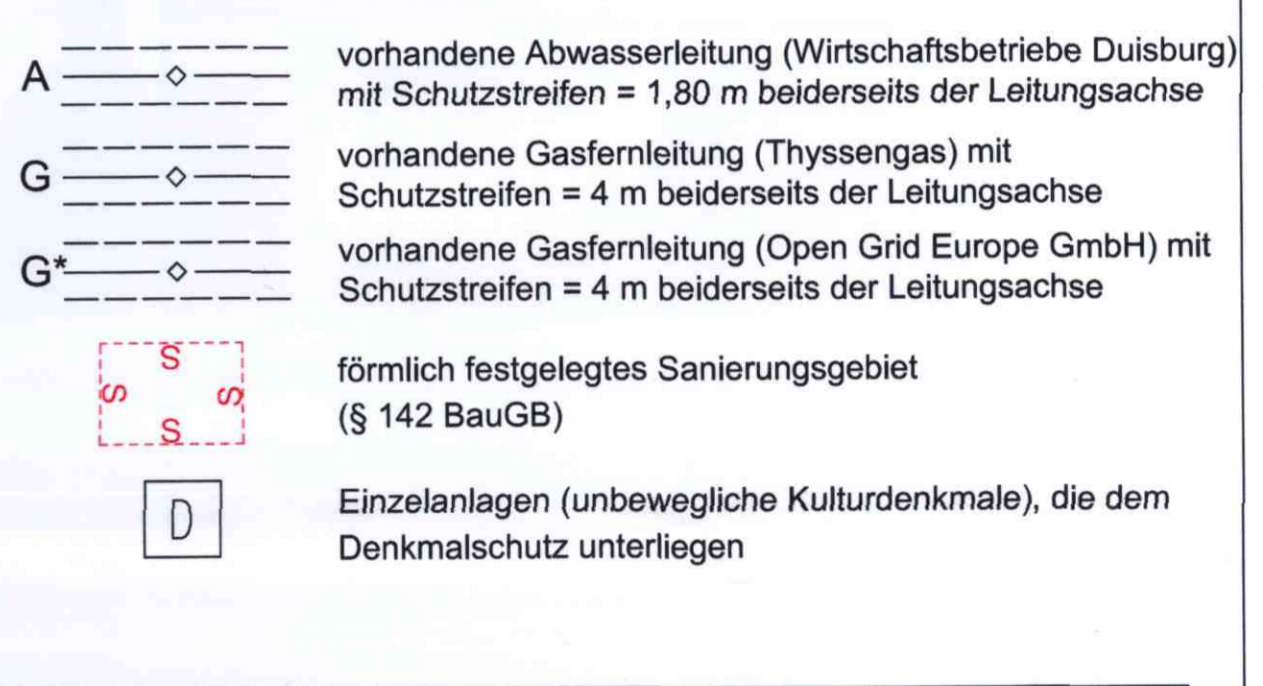 A vorhandene Abwasserleitung (Wirtschaftsbetriebe Duisburg)
mit Schutzstreifen = 1,80 m beiderseits der Leitungsachse
G vorhandene Gasfernleitung (Thyssengas) mit
Schutzstreifen = 4 m beiderseits der Leitungsachse
G* vorhandene Gasfernleitung (Open Grid Europe GmbH) mit
Schutzstreifen = 4 m beiderseits der Leitungsachse
S
S S
S
förmlich festgelegtes Sanierungsgebiet
(§ 142 BauGB)
D Einzelanlagen (unbewegliche Kulturdenkmale), die dem
Denkmalschutz unterliegen